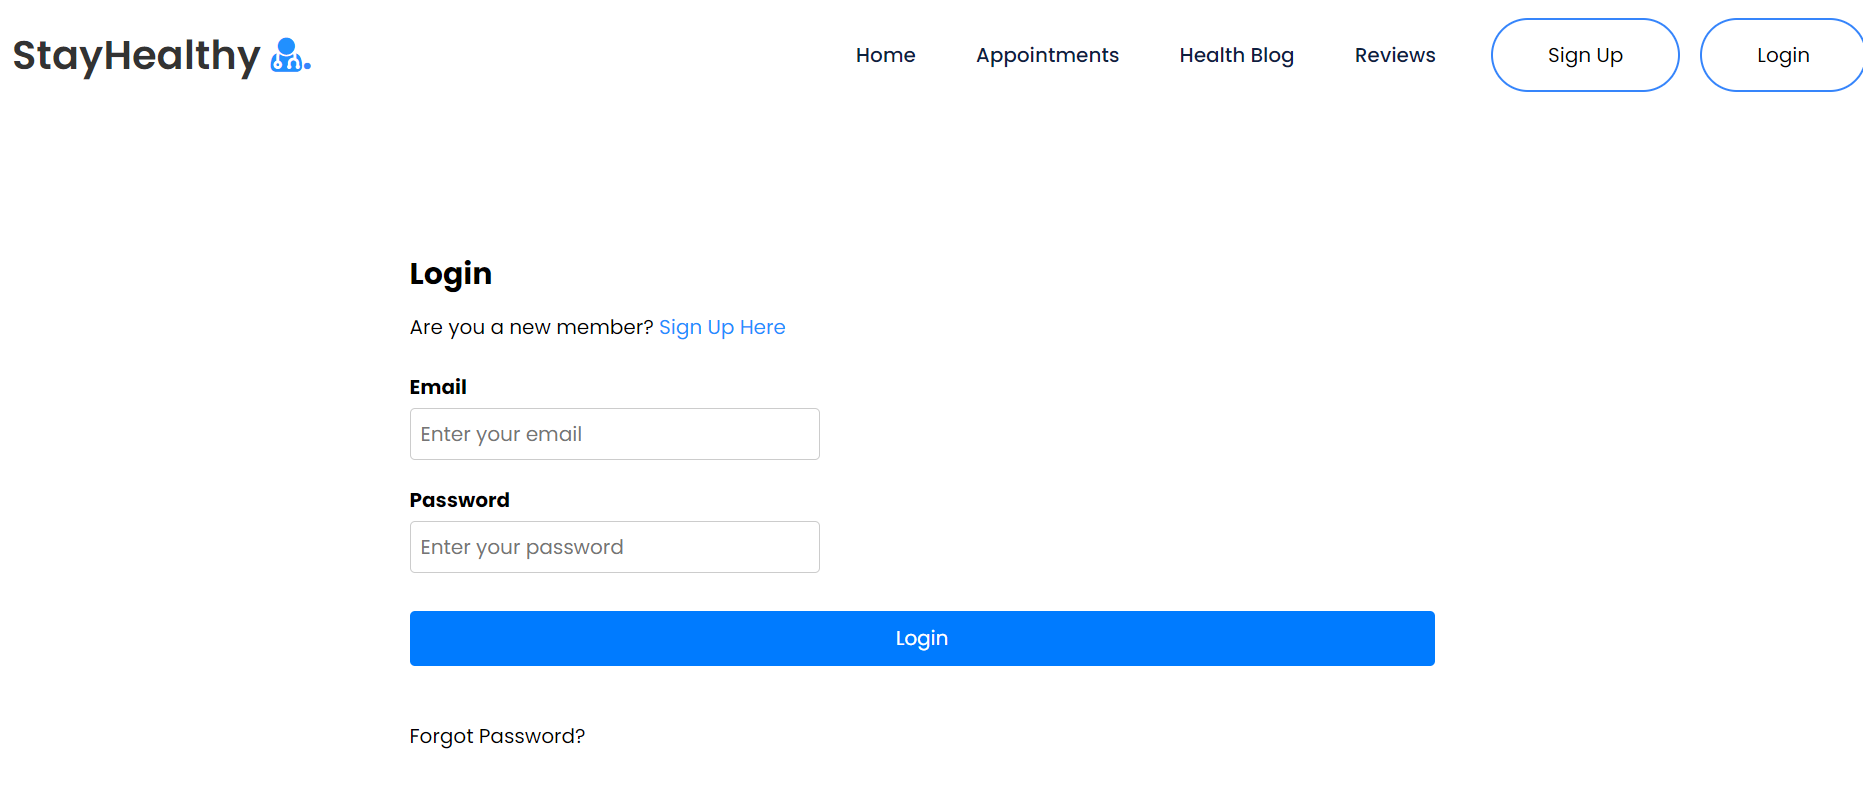 StayHealthy Home Appointments Health Blog Reviews Sign Up Login
Login
Are you a new member? Sign Up Here
Email
Enter your email
Password
Enter your password
Login
Forgot Password?